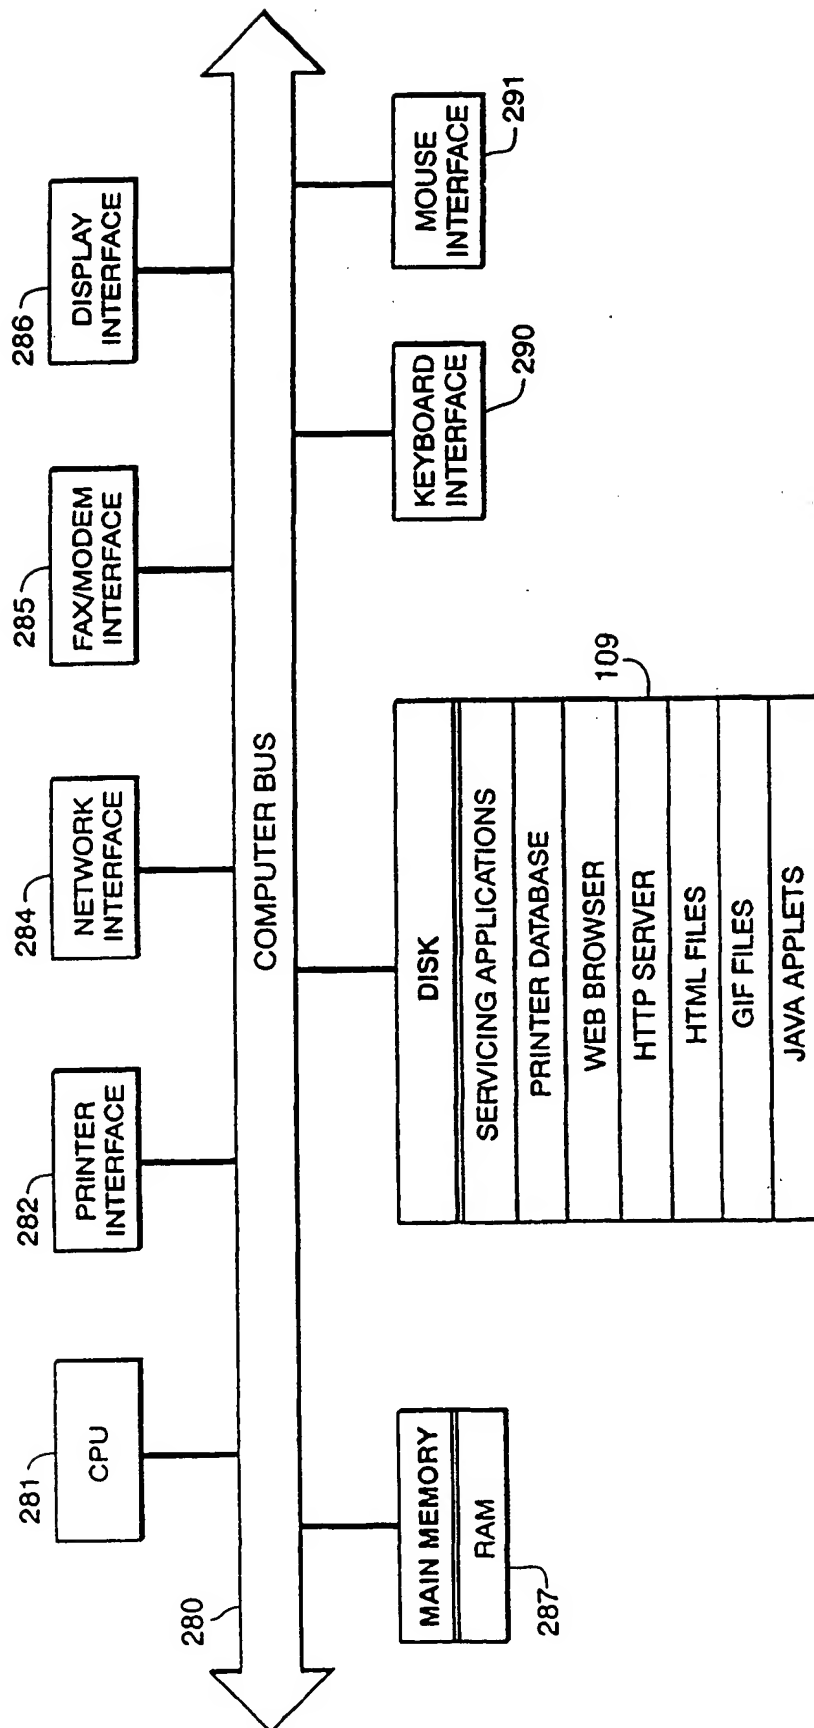 281
CPU
282
PRINTER
INTERFACE
284
NETWORK
INTERFACE
285
FAX/MODEM
INTERFACE
286
DISPLAY
INTERFACE
280
COMPUTER BUS
MAIN MEMORY
RAM
287
DISK
SERVICING APPLICATIONS
PRINTER DATABASE
WEB BROWSER
HTTP SERVER
HTML FILES
GIF FILES
JAVA APPLETS
109
KEYBOARD
INTERFACE
290
MOUSE
INTERFACE
291